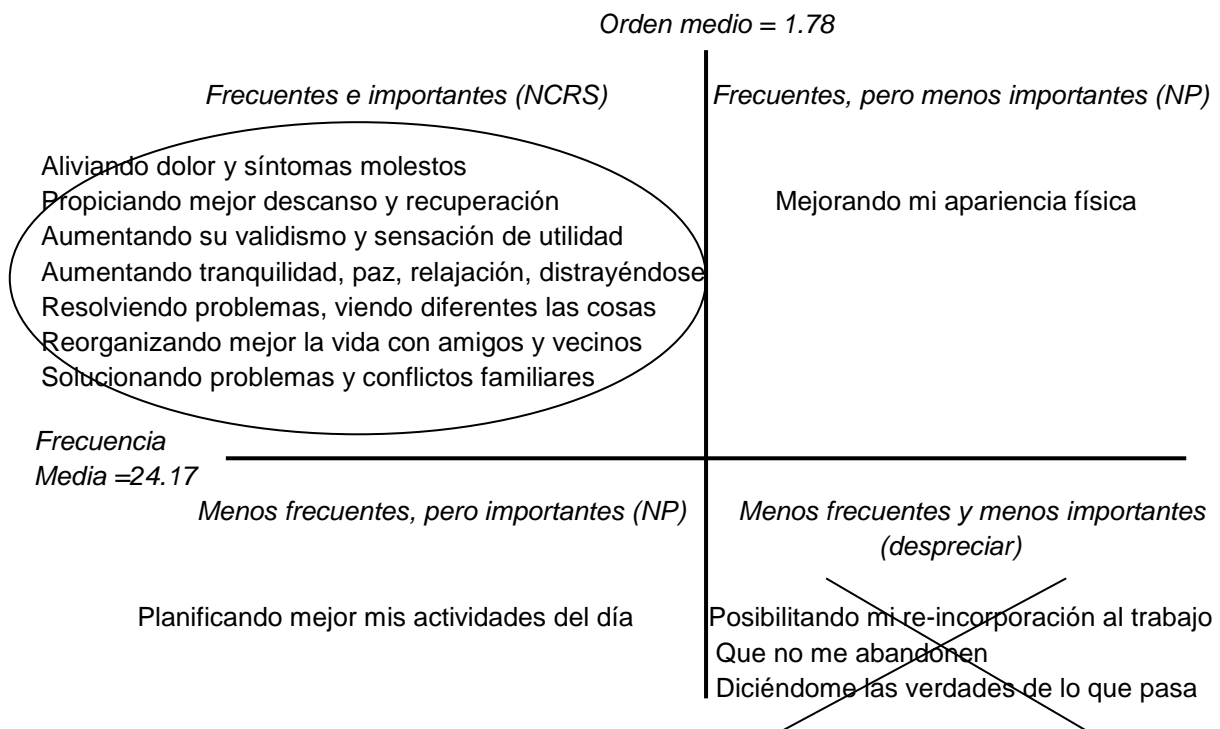 Orden medio = 1.78
Frecuentes e importantes (NCRS)
Frecuentes, pero menos importantes (NP)
Aliviando dolor y síntomas molestos
Propiciando mejor descanso y recuperación
Aumentando su validismo y sensación de utilidad
Aumentando tranquilidad, paz, relajación, distrayéndose
Resolviendo problemas, viendo diferentes las cosas
Reorganizando mejor la vida con amigos y vecinos
Solucionando problemas y conflictos familiares
Mejorando mi apariencia física
Frecuencia
Media =24.17
Menos frecuentes, pero importantes (NP)
Menos frecuentes y menos importantes
(despreciar)
Planificando mejor mis actividades del día
Posibilitando mi re-incorporación al trabajo
Que no me abandonen
Diciéndome las verdades de lo que pasa